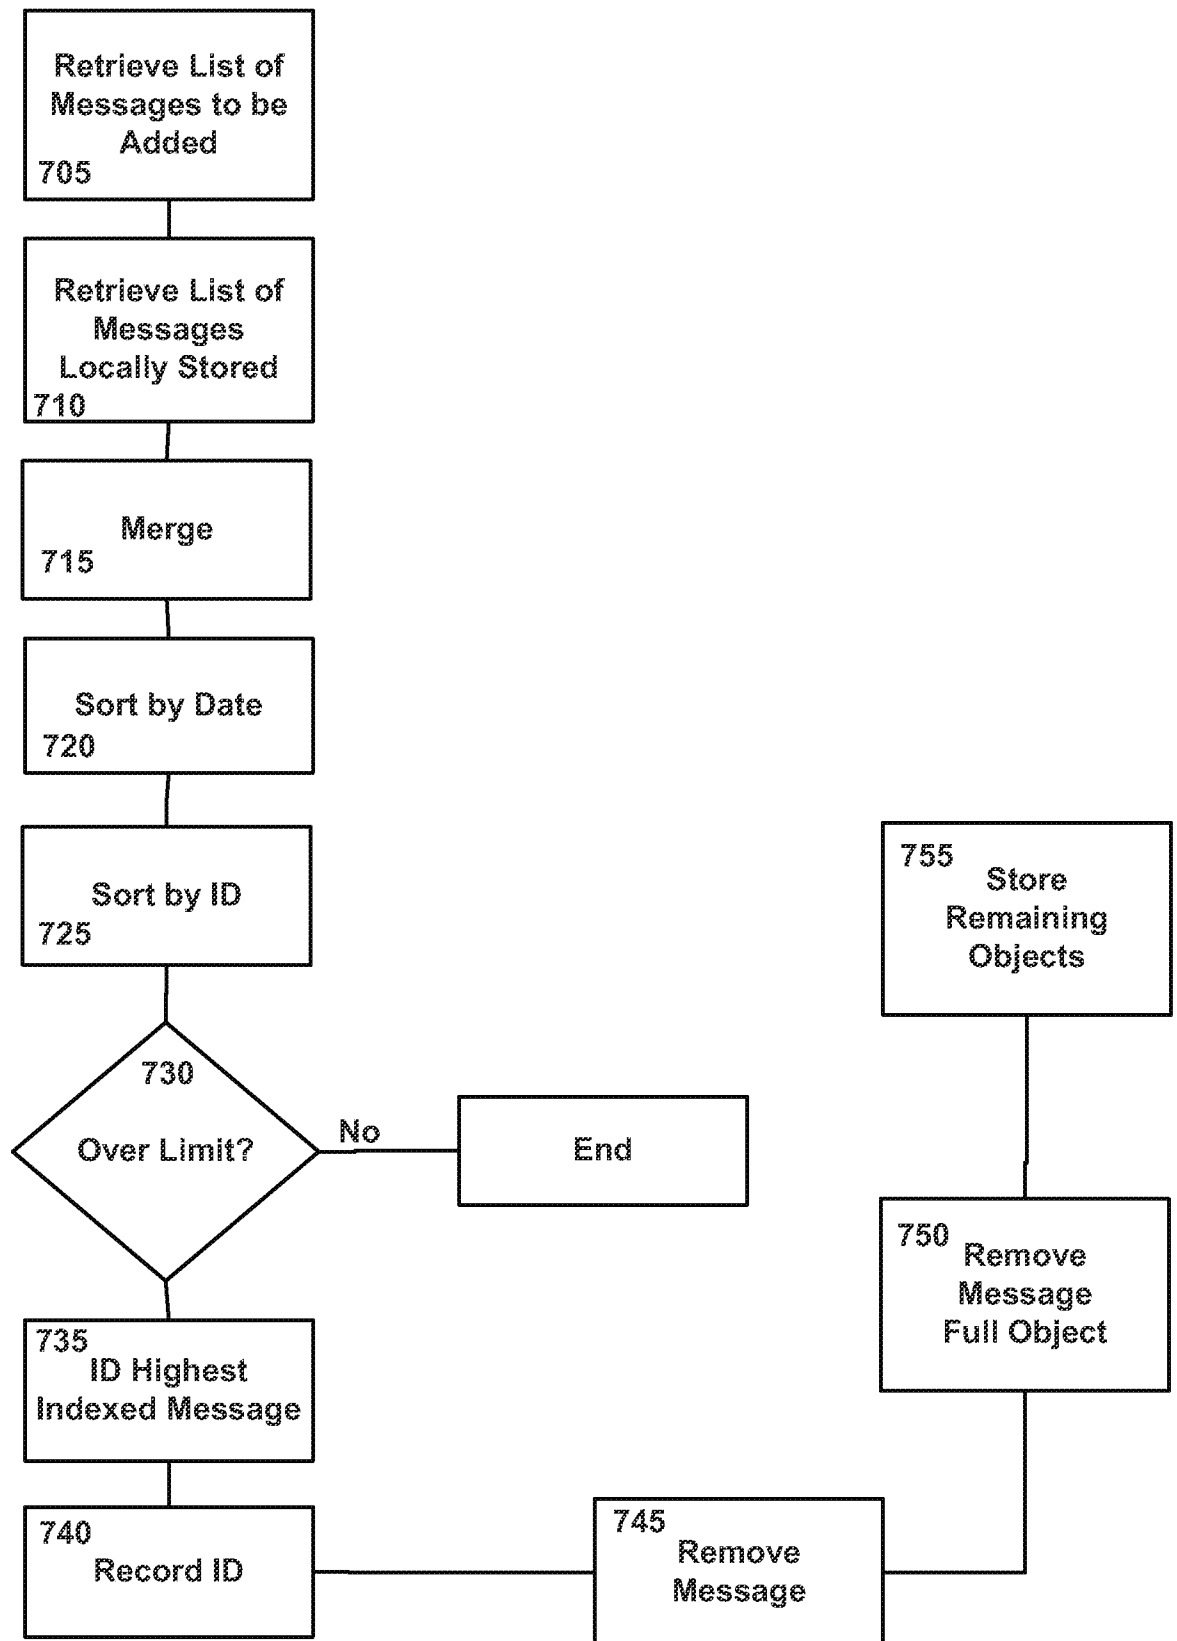 Retrieve List of
Messages to be
Added
705
Retrieve List of
Messages
Locally Stored
710
Merge
715
Sort by Date
720
Sort by ID
725
730
Over Limit?
No
End
735
ID Highest
Indexed Message
740
Record ID
745
Remove
Message
750
Remove
Message
Full Object
755
Store
Remaining
Objects